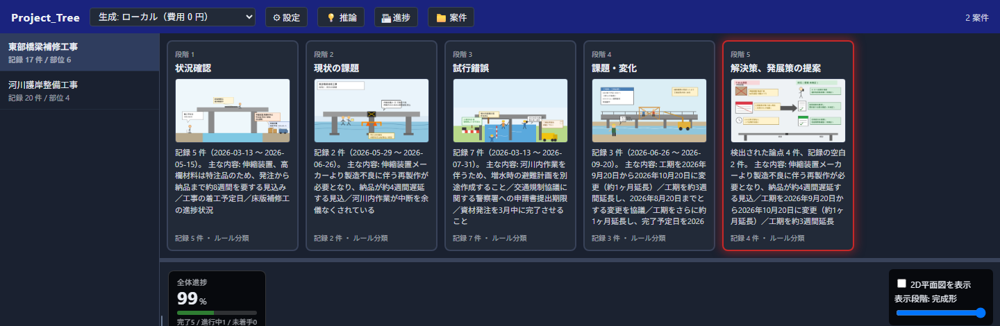 Project_Tree
生成: ローカル（費用 0 円）
⚙設定
💡 推論
進捗
📁 案件
2 案件
東部橋梁補修工事
記録 17 件 / 部位 6
河川護岸整備工事
記録 20 件 / 部位 4
段階 1
状況確認
記録 5 件（2026-03-13 ～ 2026-
05-15）。 主な内容: 伸縮装置、高
欄材料は特注品のため、発注から
納品まで約8週間を要する見込み
／工事の着工予定日／床版補修工
の進捗状況
記録 5 件 ・ ルール分類
段階 2
現状の課題
記録 2 件（2026-05-29 ～ 2026-
06-26）。 主な内容: 伸縮装置メー
カーより製造不良に伴う再製作が
必要となり、納品が約4週間遅延
する見込／河川内作業が中断を余
儀なくされている
記録 2 件 ・ ルール分類
段階 3
試行錯誤
記録 7 件（2026-03-13 ～ 2026-
07-31）。 主な内容: 河川内作業を
伴うため、増水時の避難計画を別
途作成すること／交通規制協議に
関する警察署への申請書提出期限
／資材発注を3月中に完了させる
こと
記録 7 件 ・ ルール分類
段階 4
課題・変化
記録 3 件（2026-06-26 ～ 2026-
09-20）。 主な内容: 工期を2026年
9月20日から2026年10月20日に変
更（約1ヶ月延長）／工期を約3週
間延長し、2026年8月20日までと
する変更を協議／工期をさらに約
1ヶ月延長し、完了予定日を2026
記録 3 件 ・ ルール分類
段階 5
解決策、発展策の提案
検出された論点 4 件、記録の空白
2 件。 主な内容: 伸縮装置メーカ
ーより製造不良に伴う再製作が必
要となり、納品が約4週間遅延す
る見込／工期を2026年9月20日か
ら2026年10月20日に変更（約1ヶ
月延長）／工期を約3週間延長
記録 4 件 ・ ルール分類
全体進捗
99%
完了5 / 進行中1 / 未着手0
2D平面図を表示
表示段階: 完成形